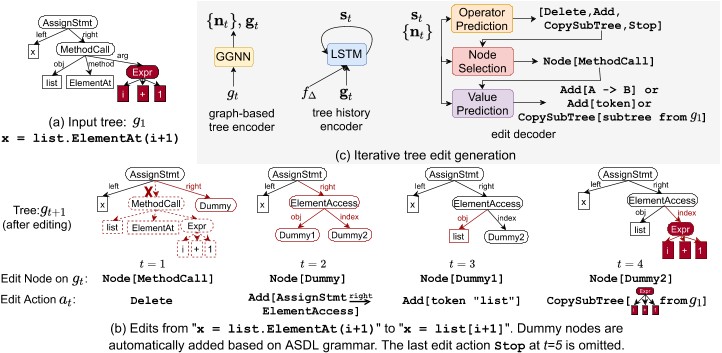 AssignStmt
left right
x MethodCall
obj method arg
list ElementAt Expr
i + 1
(a) Input tree: g1
x = list.ElementAt(i+1)
{nt}, gt
GGNN
gt
graph-based
tree encoder
st
LSTM
fΔ gt
tree history
encoder
st
{nt}
Operator
Prediction
[Delete,Add,
CopySubTree,Stop]
Node
Selection
Node[MethodCall]
Value
Prediction
Add[A -> B] or
Add[token]or
CopySubTree[subtree from g1]
edit decoder
(c) Iterative tree edit generation
Tree:gt+1
(after editing)
AssignStmt
left X right
x MethodCall Dummy
list ElementAt Expr
i + 1
AssignStmt
left right
x ElementAccess
obj index
Dummy1 Dummy2
AssignStmt
left right
x ElementAccess
obj index
list Dummy2
AssignStmt
left right
x ElementAccess
obj index
list Expr
i + 1
t = 1 t = 2 t = 3 t = 4
Edit Node on gt: Node[MethodCall] Node[Dummy] Node[Dummy1] Node[Dummy2]
Edit Action at: Delete Add[AssignStmt right→ ElementAccess] Add[token "list"] CopySubTree[Expr i + 1 from g1]
(b) Edits from "x = list.ElementAt(i+1)" to "x = list[i+1]". Dummy nodes are
automatically added based on ASDL grammar. The last edit action Stop at t=5 is omitted.